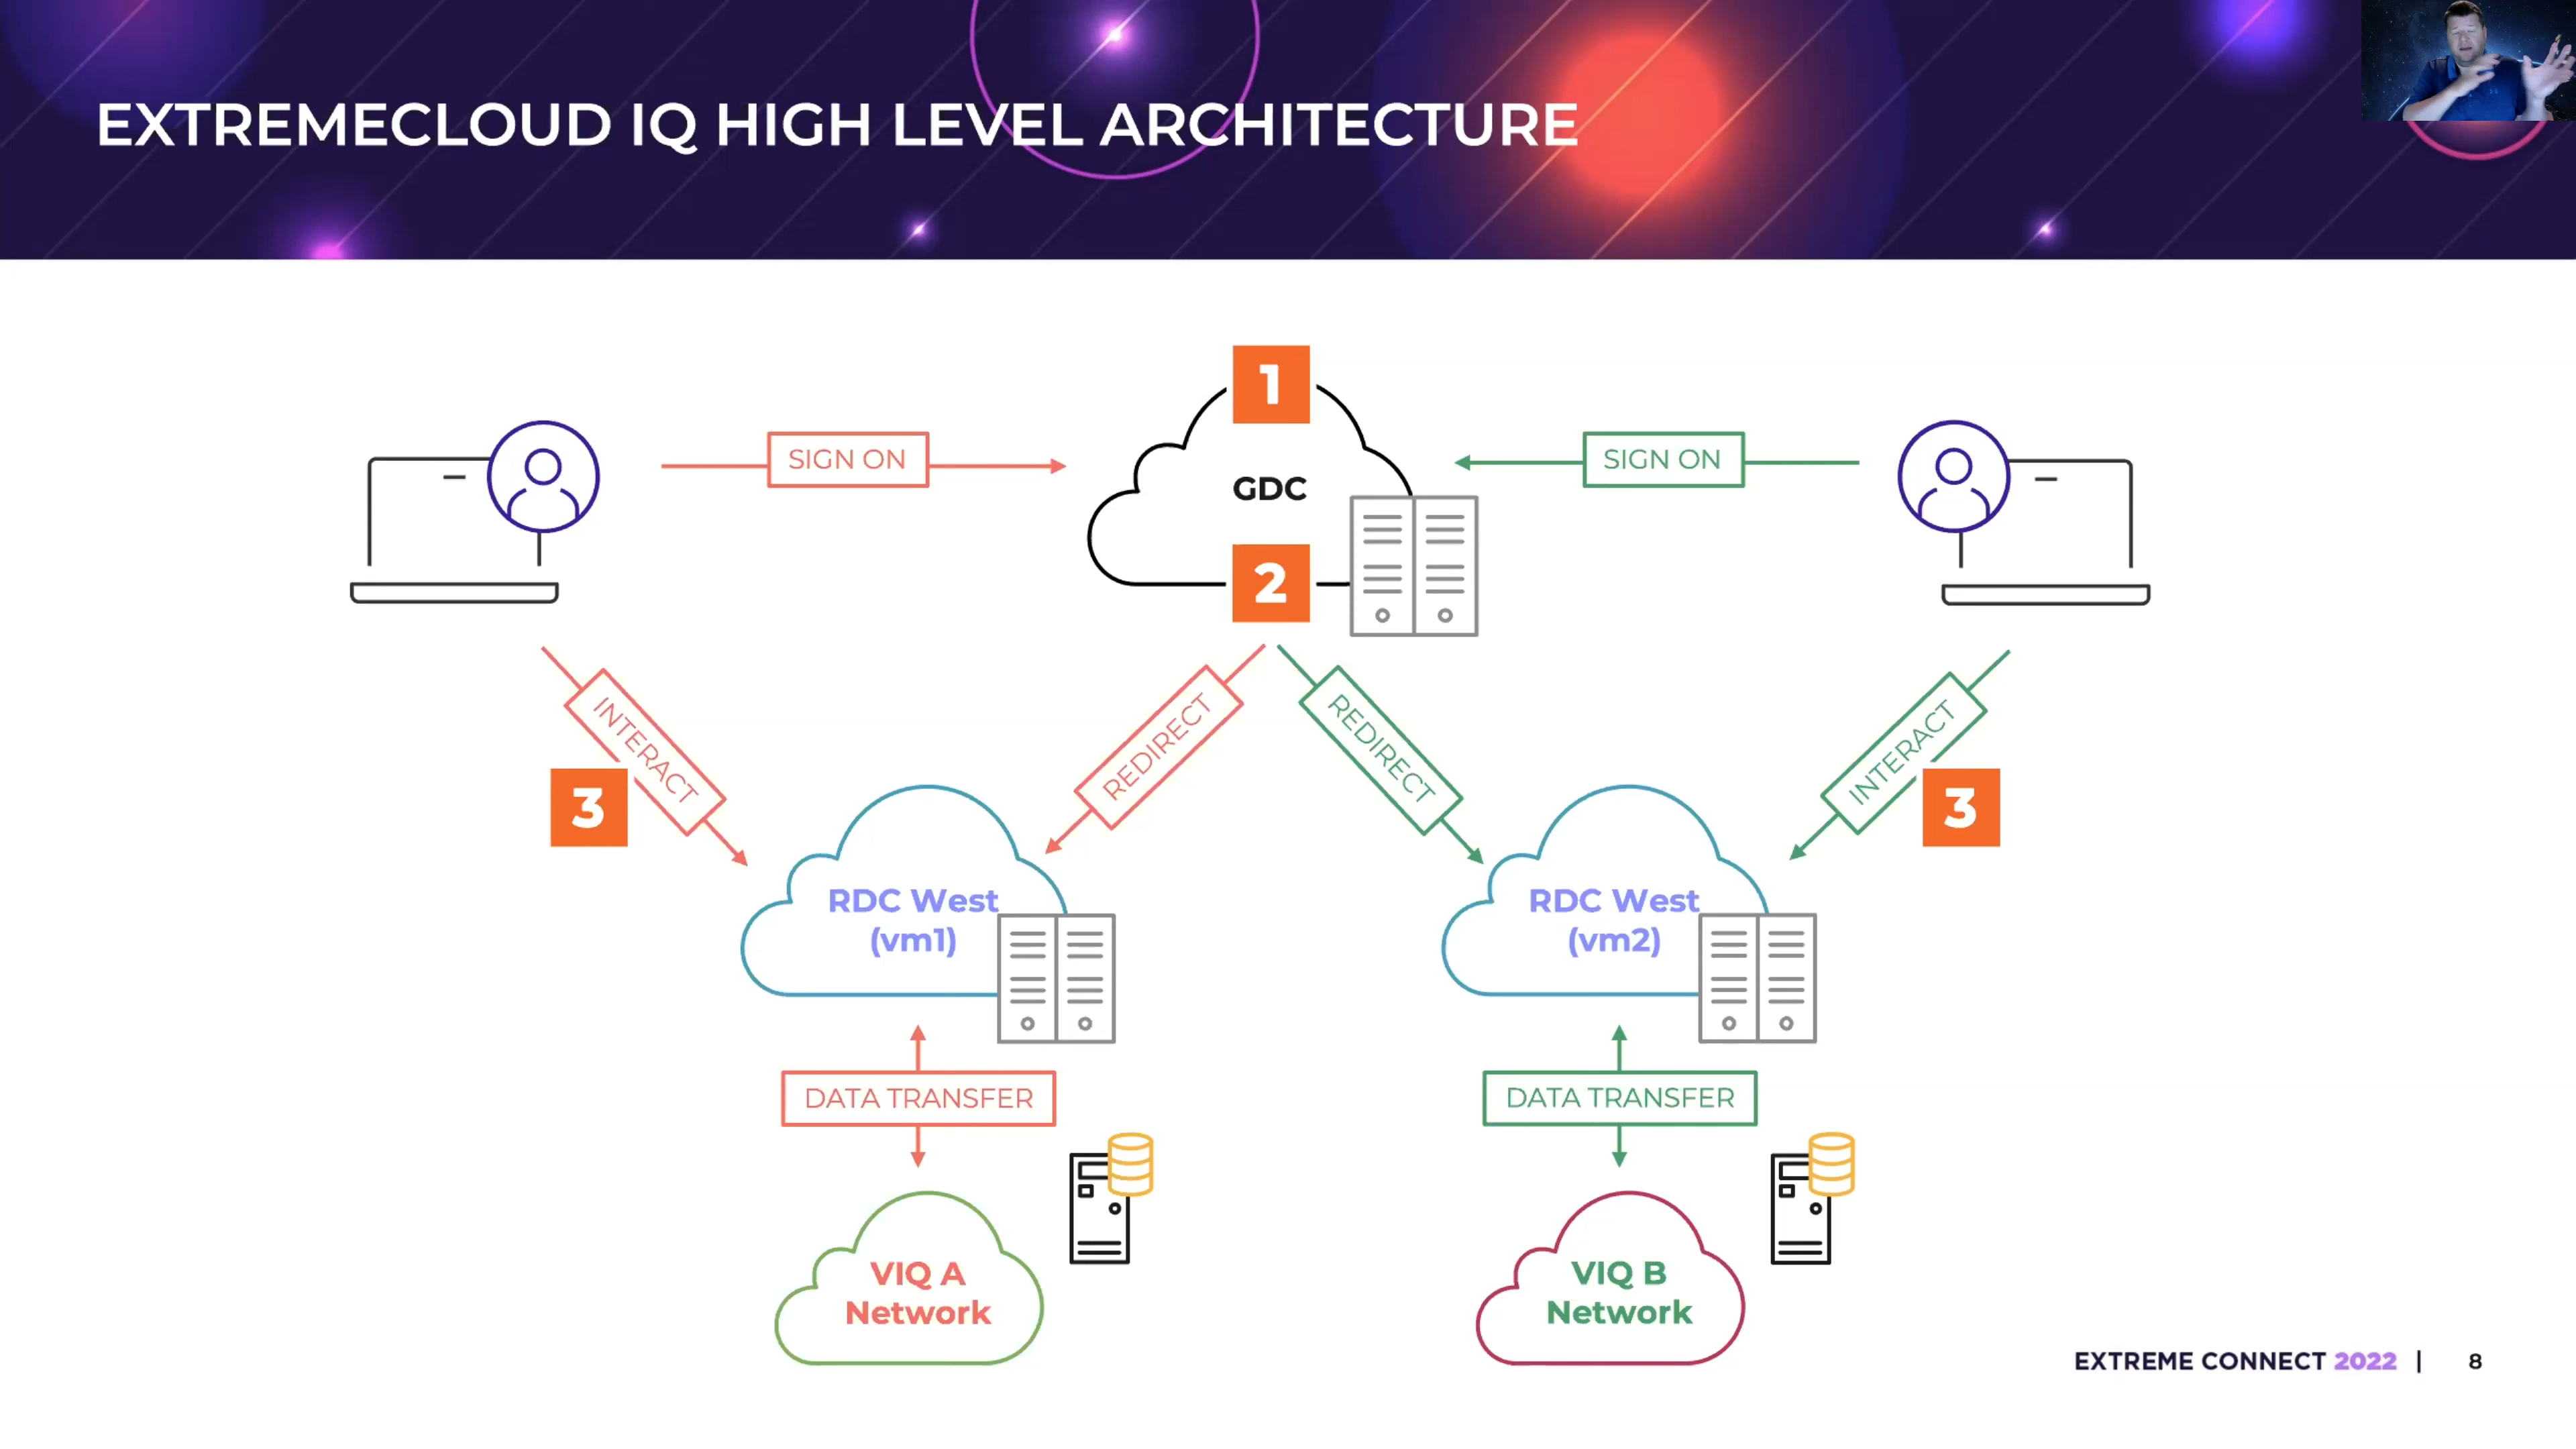 EXTREMECLOUD IQ HIGH LEVEL ARCHITECTURE
1
SIGN ON
GDC
SIGN ON
2
INTERACT
REDIRECT
REDIRECT
INTERACT
3
3
RDC West
(vm1)
RDC West
(vm2)
DATA TRANSFER
DATA TRANSFER
VIQ A
Network
VIQ B
Network
EXTREME CONNECT 2022 | 8